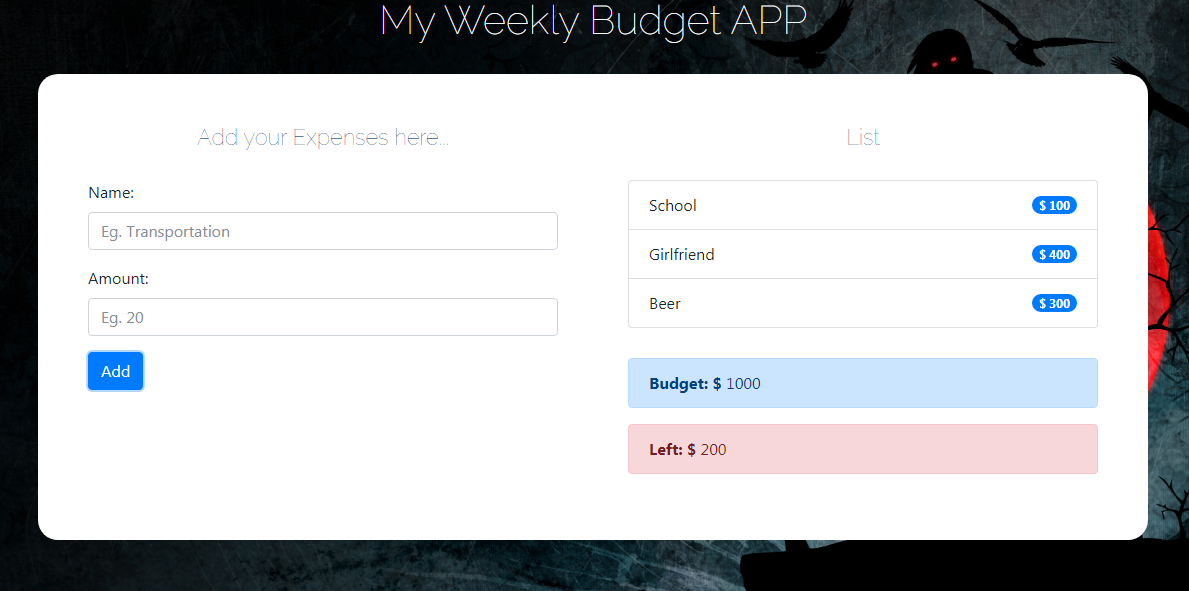 My Weekly Budget APP
Add your Expenses here...
Name:
Eg. Transportation
Amount:
Eg. 20
Add
List
School $ 100
Girlfriend $ 400
Beer $ 300
Budget: $ 1000
Left: $ 200